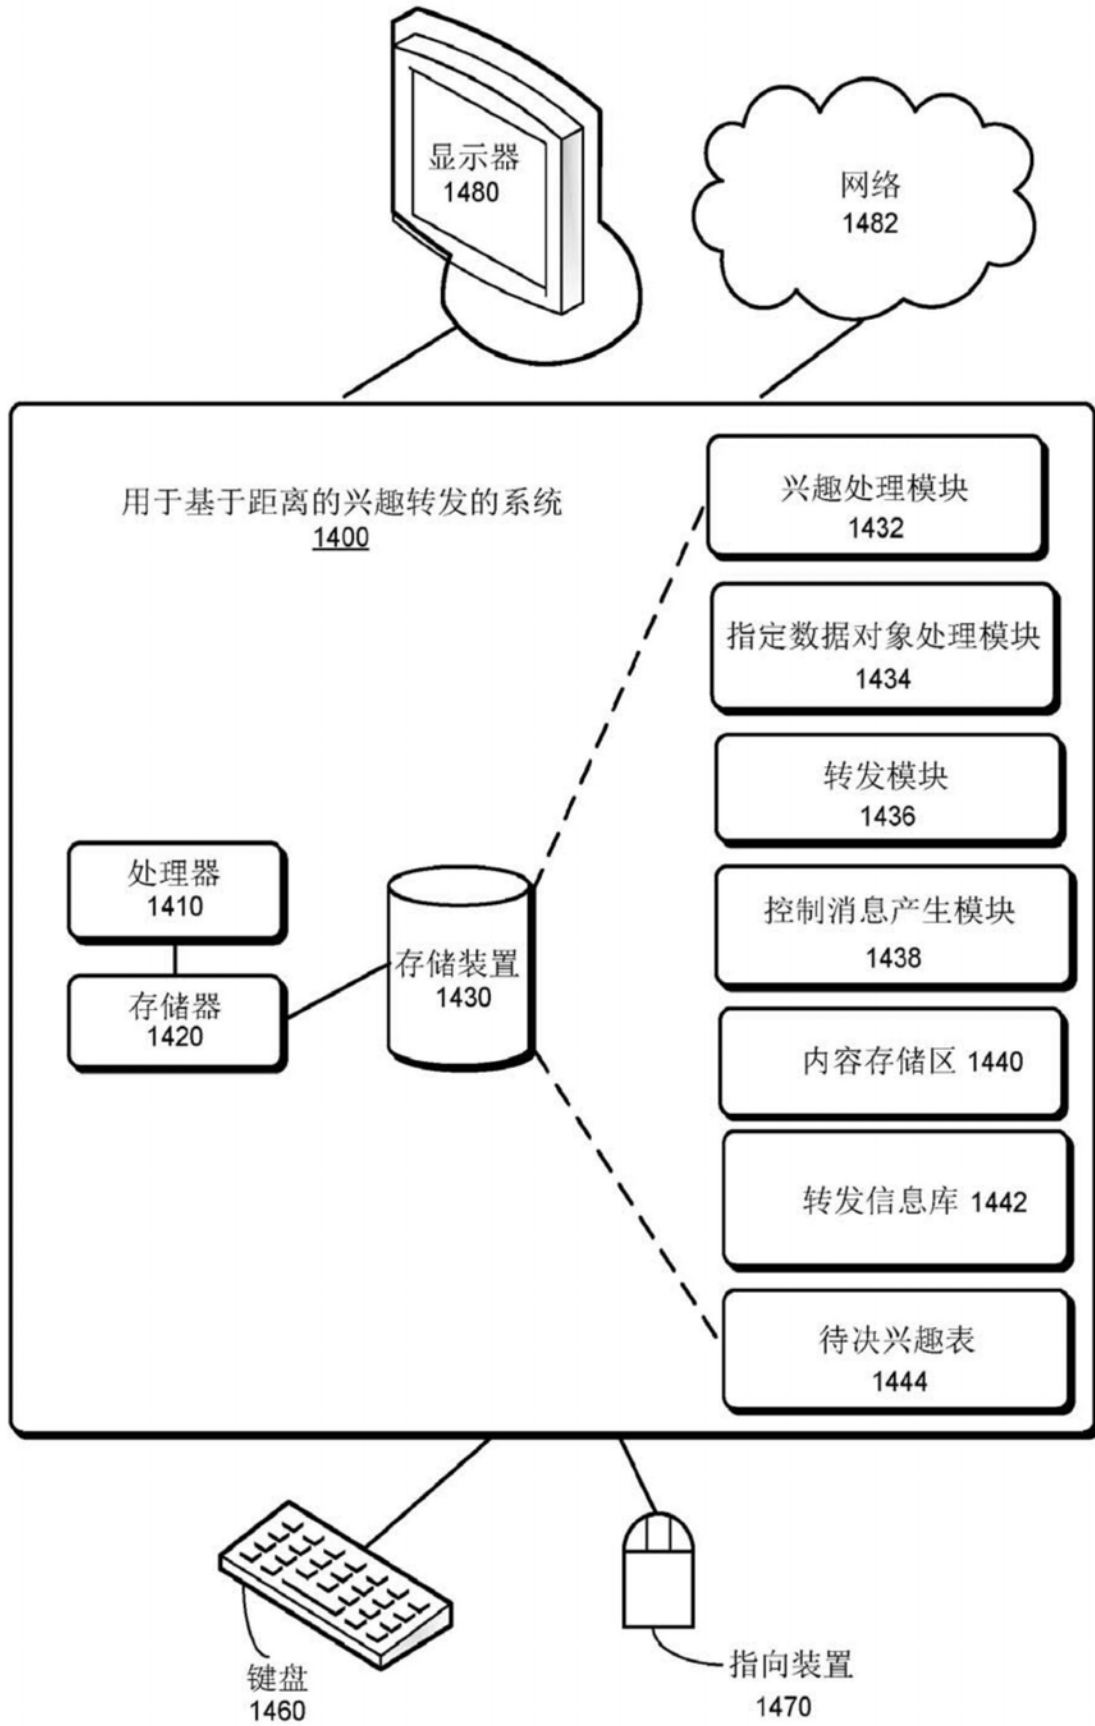 显示器
1480
网络
1482
用于基于距离的兴趣转发的系统
1400
兴趣处理模块
1432
指定数据对象处理模块
1434
转发模块
1436
处理器
1410
存储器
1420
存储装置
1430
控制消息产生模块
1438
内容存储区 1440
转发信息库 1442
待决兴趣表
1444
键盘
1460
指向装置
1470